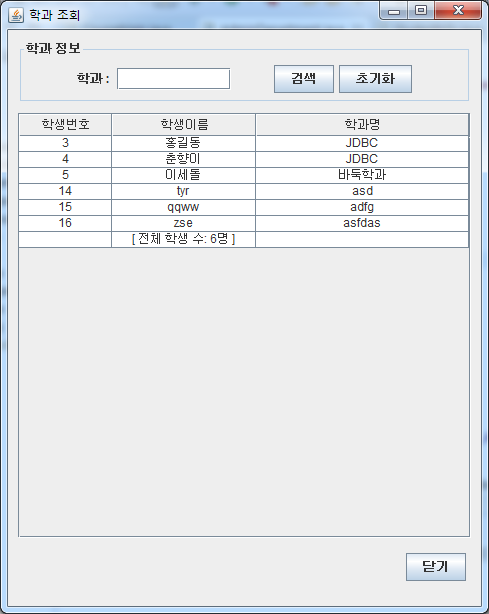 학과 조회
학과 정보
학과 : 검색 초기화
학생번호 학생이름 학과명
3 홍길동 JDBC
4 춘향이 JDBC
5 이세돌 바둑학과
14 tyr asd
15 qqww adfg
16 zse asfdas
[ 전체 학생 수: 6명 ]
닫기